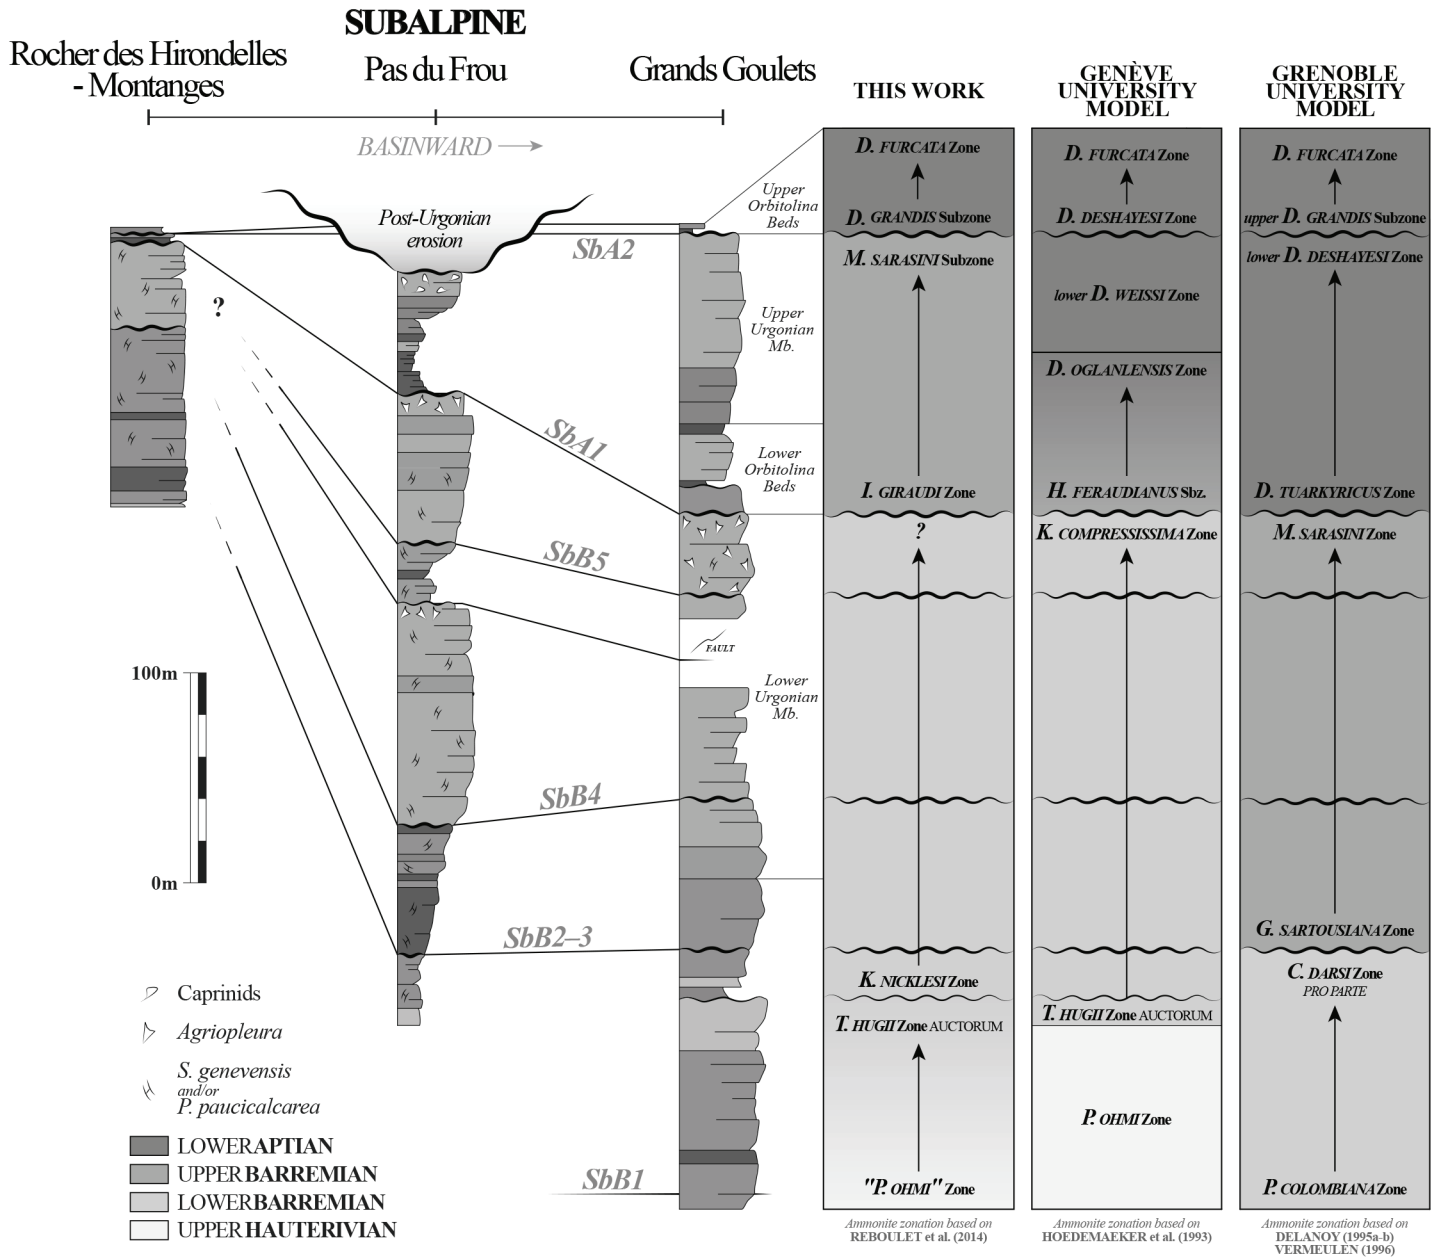 SUBALPINE
Rocher des Hirondelles
- Montanges
Pas du Frou
Grands Goulets
BASINWARD
Post-Urgonian
erosion
?
SbA2
SbA1
SbB5
SbB4
SbB2–3
SbB1
FAULT
Upper
Orbitolina
Beds
Upper
Urgonian
Mb.
Lower
Orbitolina
Beds
Lower
Urgonian
Mb.
100m
0m
Caprinids
Agriopleura
S. genevensis
and/or
P. paucicalcarea
LOWER APTIAN
UPPER BARREMIAN
LOWER BARREMIAN
UPPER HAUTERIVIAN
THIS WORK
D. FURCATA Zone
D. GRANDIS Subzone
M. SARASINI Subzone
I. GIRAUDI Zone
?
K. NICKLESI Zone
T. HUGII Zone AUCTORUM
"P. OHMI" Zone
Ammonite zonation based on
REBOULET et al. (2014)
GENÈVE
UNIVERSITY
MODEL
D. FURCATA Zone
D. DESHAYESI Zone
lower D. WEISSI Zone
D. OGLANLENSIS Zone
H. FERAUDIANUS Sbz.
K. COMPRESSISSIMA Zone
T. HUGII Zone AUCTORUM
P. OHMI Zone
Ammonite zonation based on
HOEDEMAEKER et al. (1993)
GRENOBLE
UNIVERSITY
MODEL
D. FURCATA Zone
upper D. GRANDIS Subzone
lower D. DESHAYESI Zone
D. TUARKYRICUS Zone
M. SARASINI Zone
G. SARTOUSIANA Zone
C. DARSI Zone
PRO PARTE
P. COLOMBIANA Zone
Ammonite zonation based on
DELANOY (1995a-b)
VERMEULEN (1996)